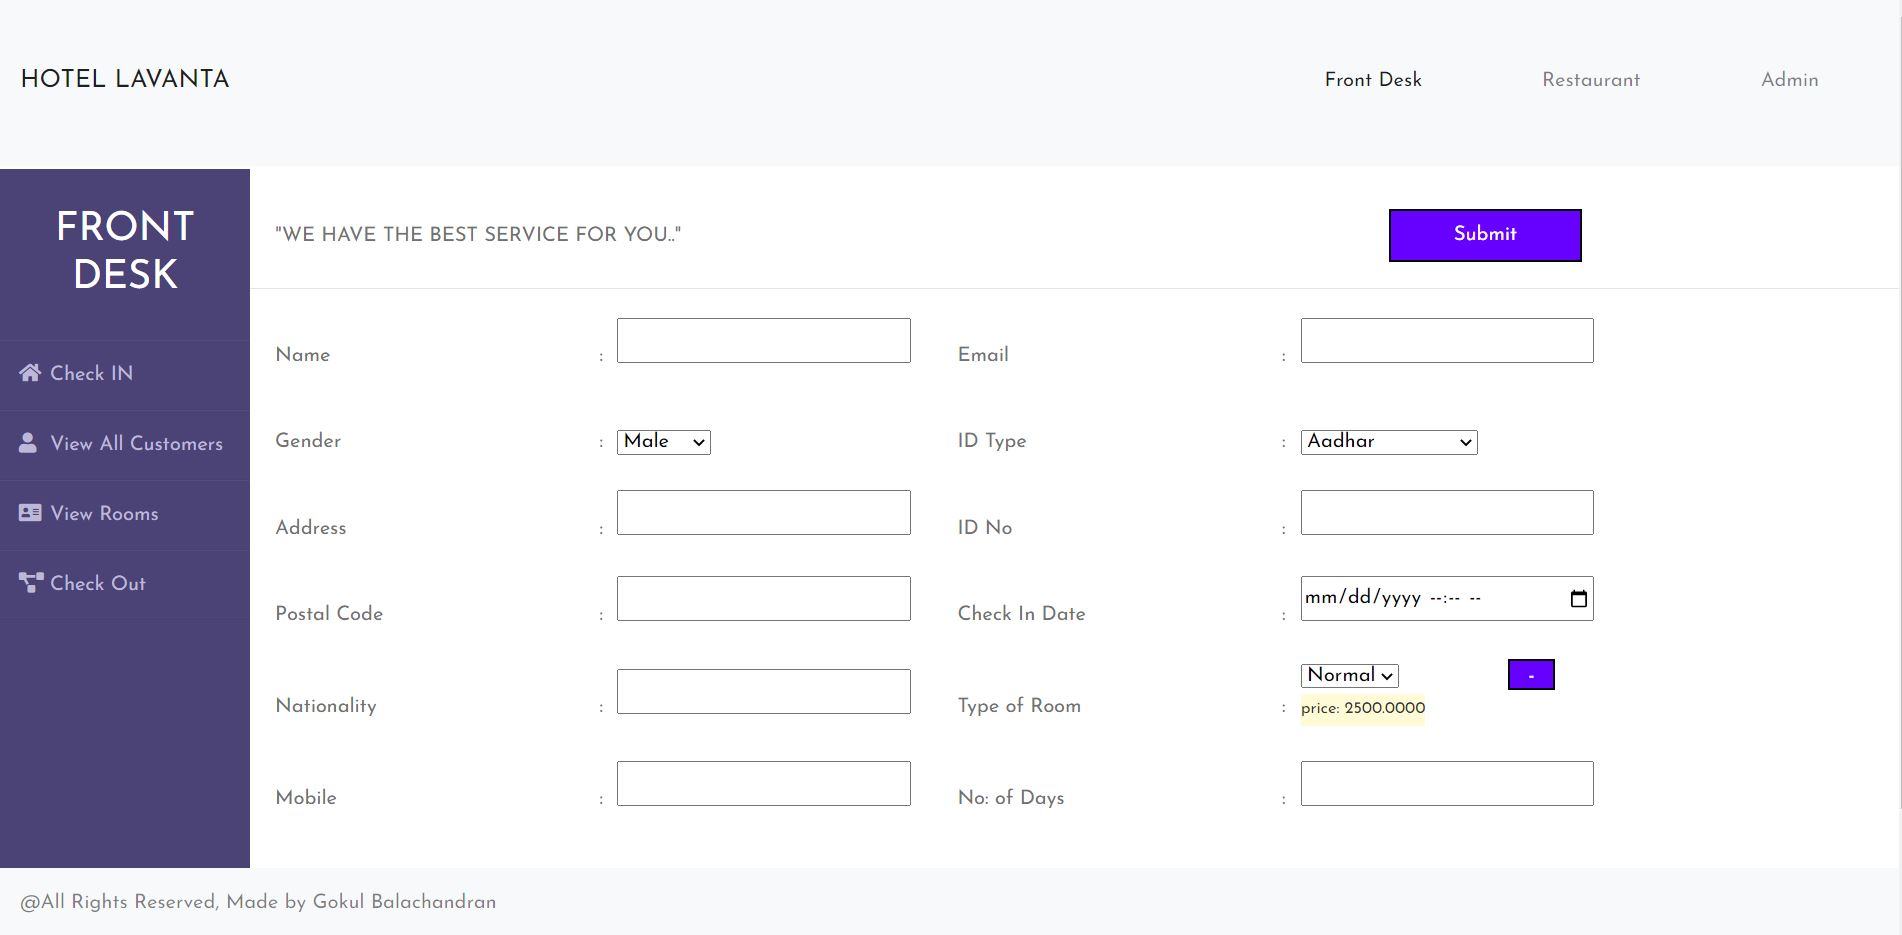 HOTEL LAVANTA
Front Desk Restaurant Admin
FRONT
DESK
Check IN
View All Customers
View Rooms
Check Out
"WE HAVE THE BEST SERVICE FOR YOU.."
Submit
Name : Email :
Gender : Male ID Type : Aadhar
Address : ID No :
Postal Code : Check In Date : mm/dd/yyyy --:-- --
Nationality : Type of Room : Normal -
price: 2500.0000
Mobile : No: of Days :
@All Rights Reserved, Made by Gokul Balachandran